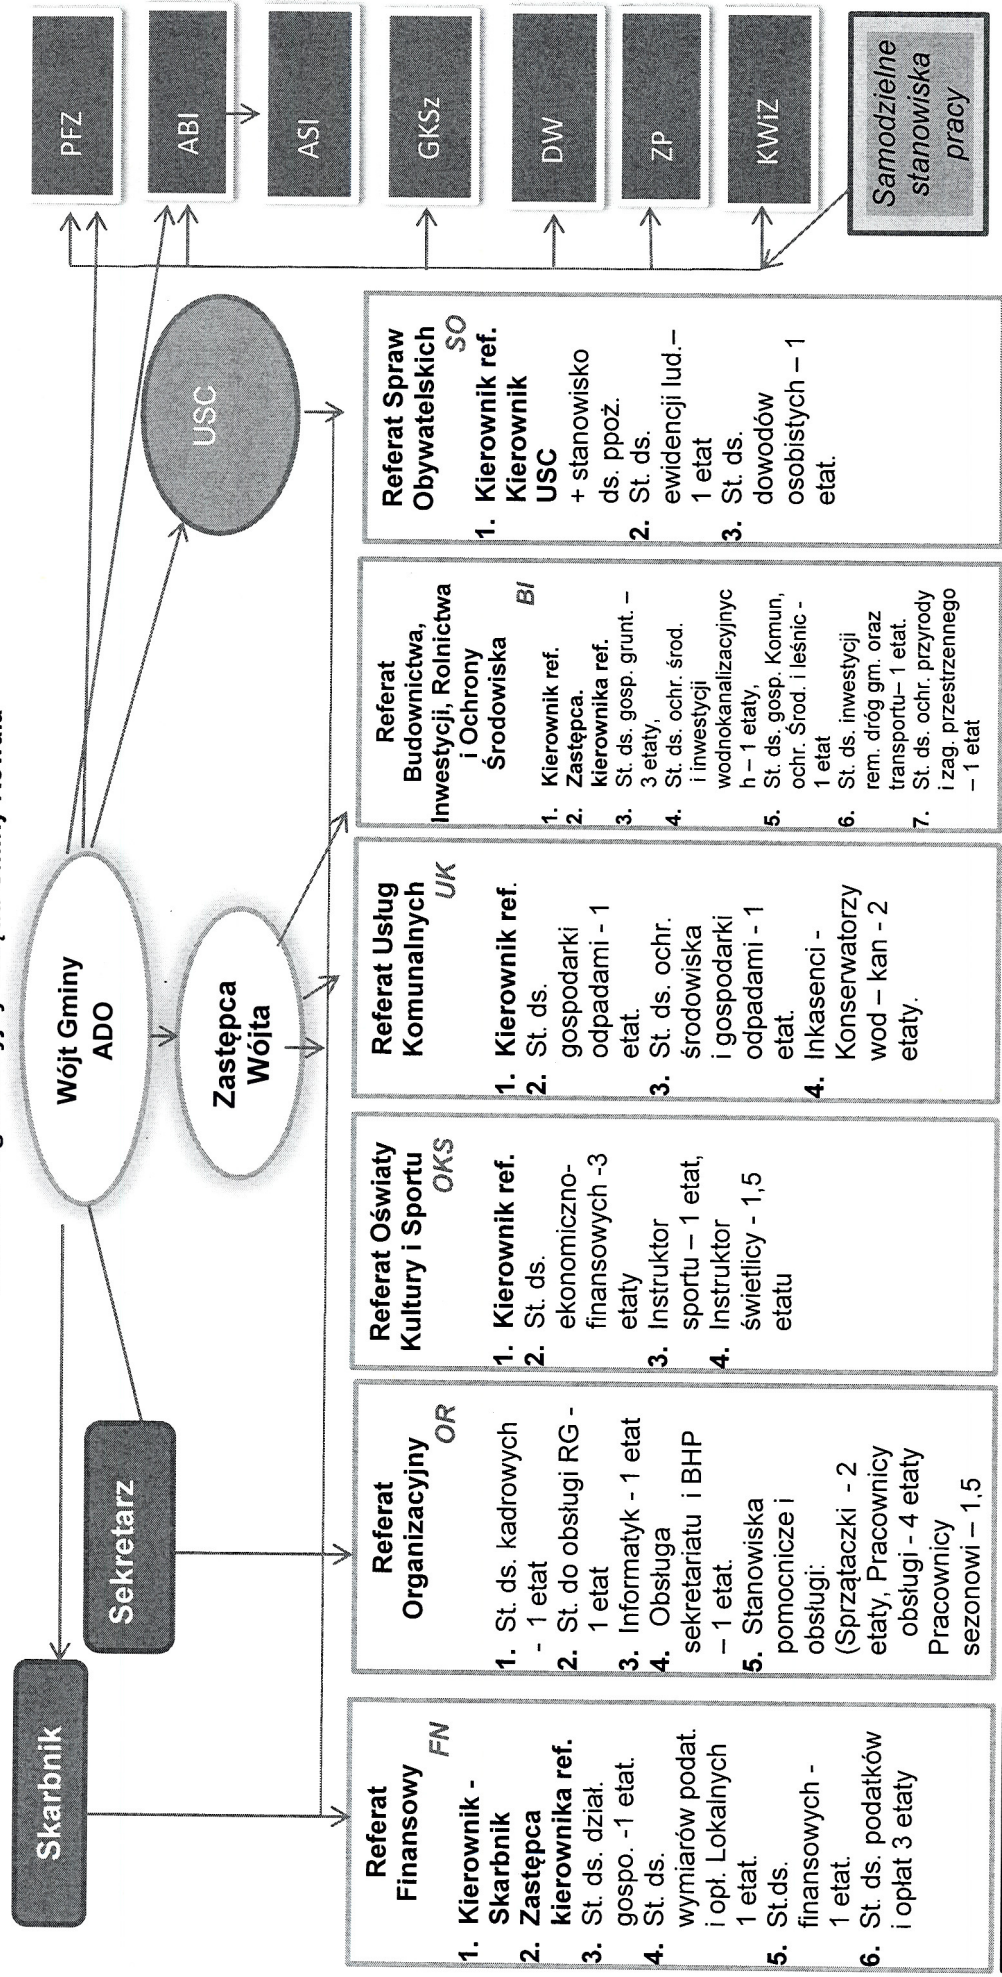 Wójt Gminy
ADO
Zastępca
Wójta
Skarbnik
Sekretarz
USC
PFZ
ABI
ASI
GKSz
DW
ZP
KWiZ
Samodzielne
stanowiska
pracy
Referat
Finansowy
FN
1. Kierownik -
Skarbnik
2. Zastępca
kierownika ref.
3. St. ds. dział.
gospo. -1 etat.
4. St. ds.
wymiarów podat.
i opł. Lokalnych
1 etat.
5. St.ds.
finansowych -
1 etat.
6. St. ds. podatków
i opłat 3 etaty
Referat
Organizacyjny
OR
1. St. ds. kadrowych
- 1 etat
2. St. do obsługi RG -
1 etat
3. Informatyk - 1 etat
4. Obsługa
sekretariatu i BHP
– 1 etat.
5. Stanowiska
pomocnicze i
obsługi:
(Sprzątaczki - 2
etaty, Pracownicy
obsługi - 4 etaty
Pracownicy
sezonowi – 1,5
Referat Oświaty
Kultury i Sportu
OKS
1. Kierownik ref.
2. St. ds.
ekonomiczno-
finansowych -3
etaty
3. Instruktor
sportu – 1 etat,
4. Instruktor
świetlicy - 1,5
etatu
Referat Usług
Komunalnych
UK
1. Kierownik ref.
2. St. ds.
gospodarki
odpadami - 1
etat.
3. St. ds. ochr.
środowiska
i gospodarki
odpadami - 1
etat.
4. Inkasenci -
Konserwatorzy
wod – kan - 2
etaty.
Referat
Budownictwa,
Inwestycji, Rolnictwa
i Ochrony
Środowiska
BI
1. Kierownik ref.
2. Zastępca.
kierownika ref.
3. St. ds. gosp. grunt. –
3 etaty,
4. St. ds. ochr. środ.
i inwestycji
wodnokanalizacyjnyc
h – 1 etaty,
5. St. ds. gosp. Komun,
ochr. Środ. i leśnic -
1 etat
6. St. ds. inwestycji
rem. dróg gm. oraz
transportu– 1 etat.
7. St. ds. ochr. przyrody
i zag. przestrzennego
– 1 etat
Referat Spraw
Obywatelskich
SO
1. Kierownik ref.
Kierownik
USC
+ stanowisko
ds. ppoż.
2. St. ds.
ewidencji lud.–
1 etat
3. St. ds.
dowodów
osobistych – 1
etat.